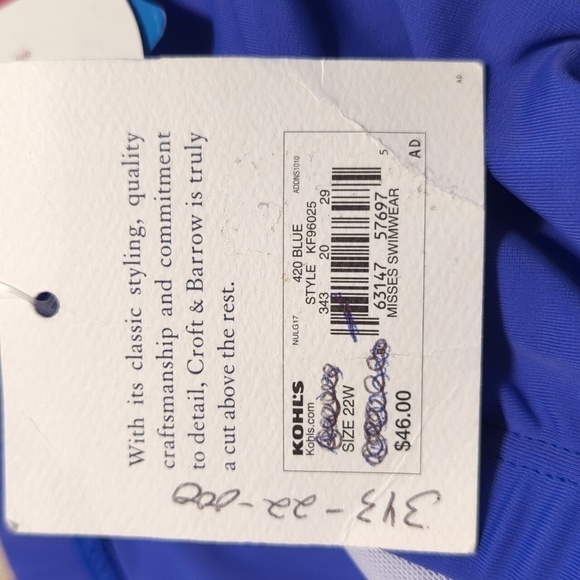 With its classic styling, quality
craftsmanship and commitment
to detail, Croft & Barrow is truly
a cut above the rest.
NULG17 ADDNS1010
KOHL'S 420 BLUE
Kohls.com STYLE KF96025
343 20 29
SIZE 22W
5
63147 57697
MISSES SWIMWEAR
$46.00
AD
AD
343-22-000